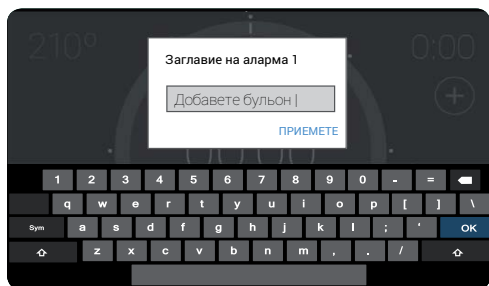 210°
0:00
Заглавие на аларма 1
Добавете бульон |
ПРИЕМЕТЕ
1 2 3 4 5 6 7 8 9 0 - =
q w e r t y u i o p [ ] \
Sym a s d f g h j k l ; ' OK
z x c v b n m , . /